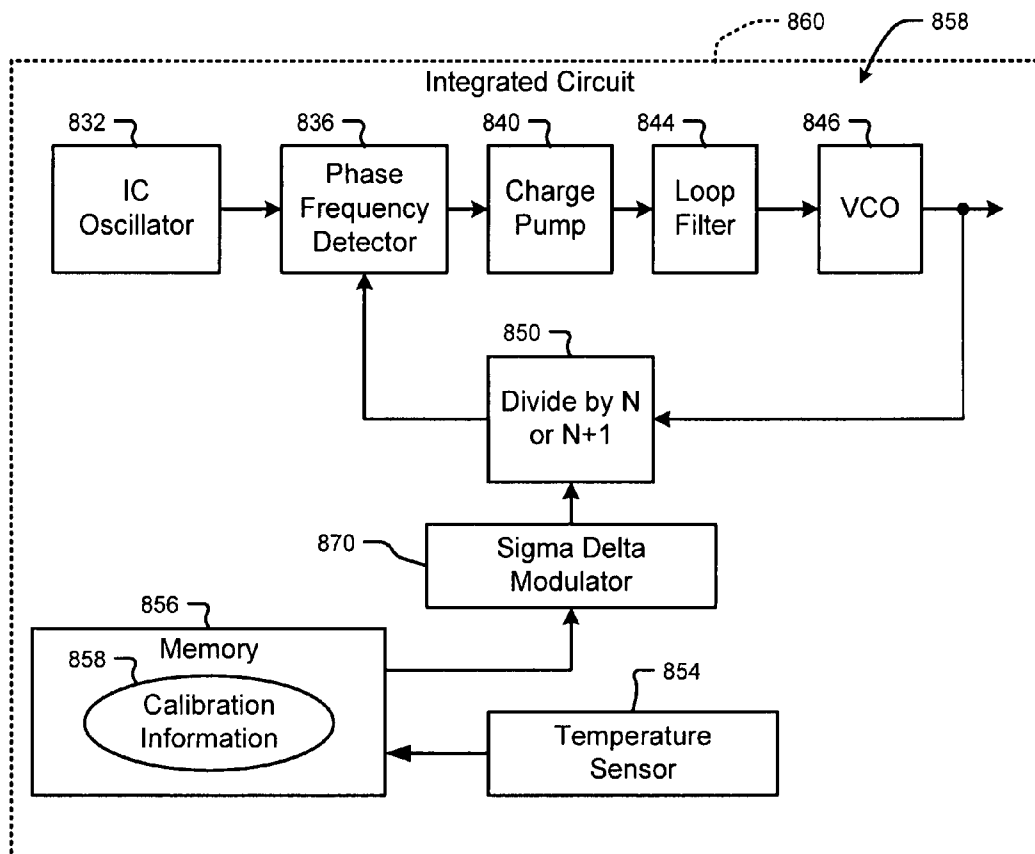 860
858
Integrated Circuit
832
836
840
844
846
IC
Oscillator
Phase
Frequency
Detector
Charge
Pump
Loop
Filter
VCO
850
Divide by N
or N+1
870
Sigma Delta
Modulator
856
Memory
858
Calibration
Information
854
Temperature
Sensor